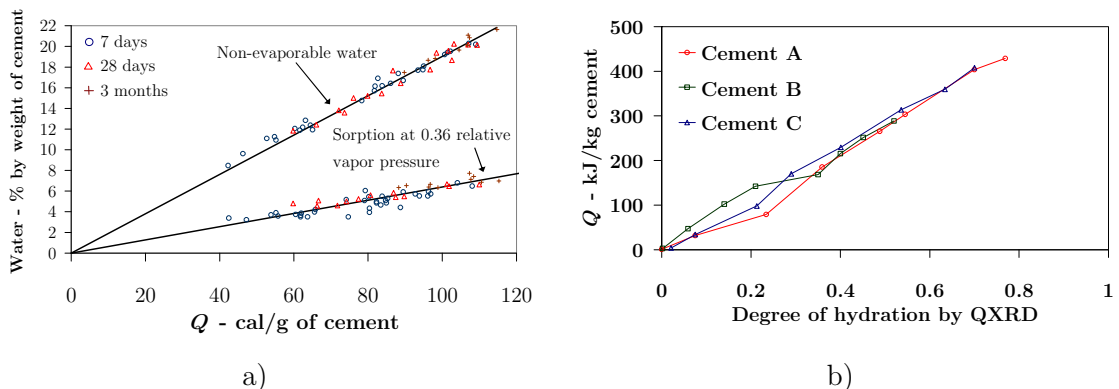 Water - % by weight of cement
22
20
18
16
14
12
10
8
6
4
2
0
7 days
28 days
3 months
Non-evaporable water
Sorption at 0.36 relative
vapor pressure
0 20 40 60 80 100 120
Q - cal/g of cement
a)
Q - kJ/kg cement
500
400
300
200
100
0
Cement A
Cement B
Cement C
0 0.2 0.4 0.6 0.8 1
Degree of hydration by QXRD
b)